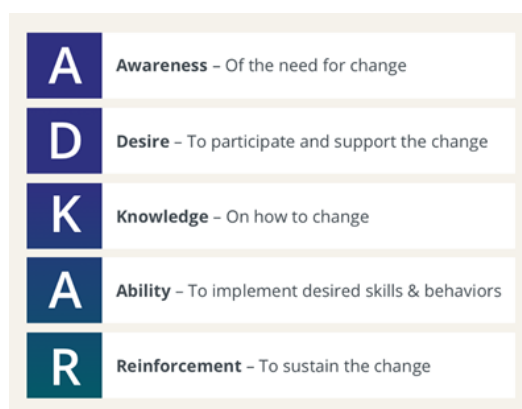 A Awareness – Of the need for change
D Desire – To participate and support the change
K Knowledge – On how to change
A Ability – To implement desired skills & behaviors
R Reinforcement – To sustain the change